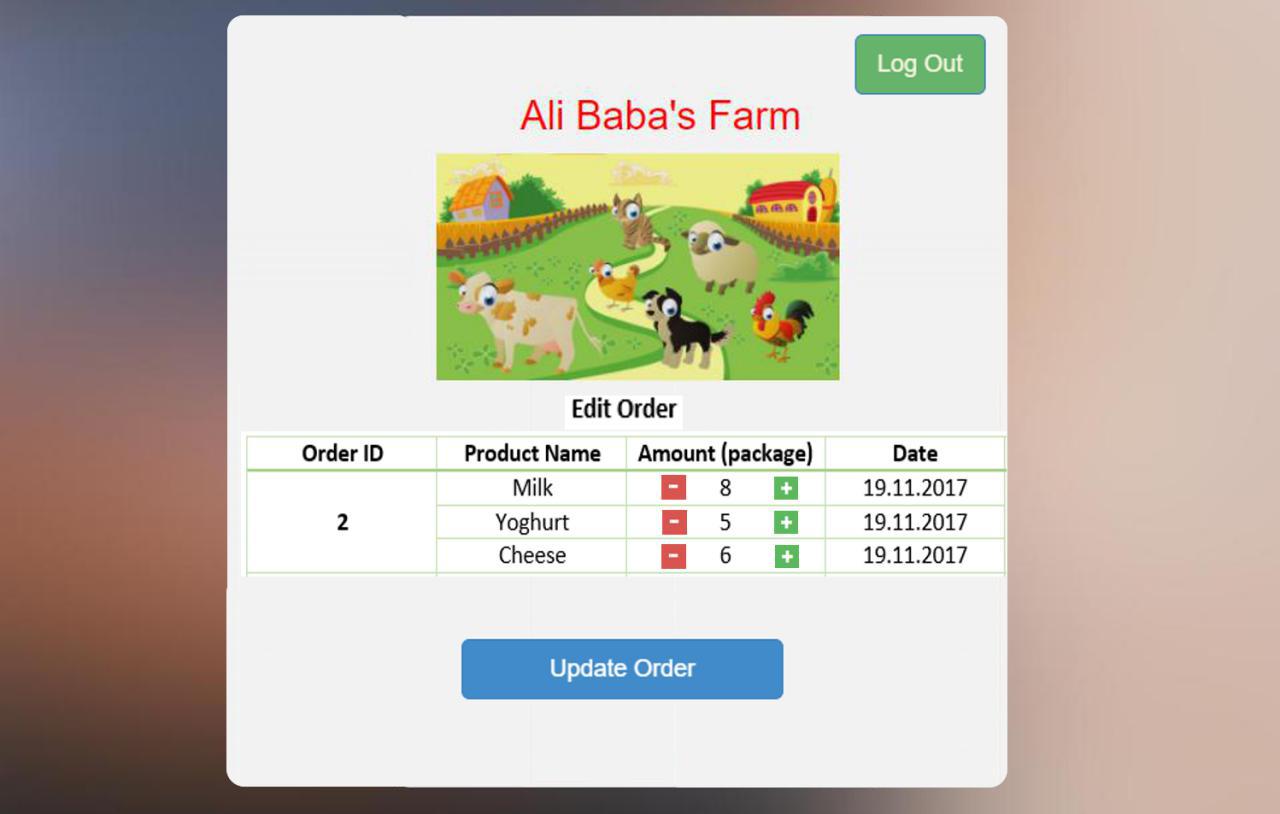 Log Out
Ali Baba's Farm
Edit Order
Order ID Product Name Amount (package) Date
Milk - 8 + 19.11.2017
2 Yoghurt - 5 + 19.11.2017
Cheese - 6 + 19.11.2017
Update Order